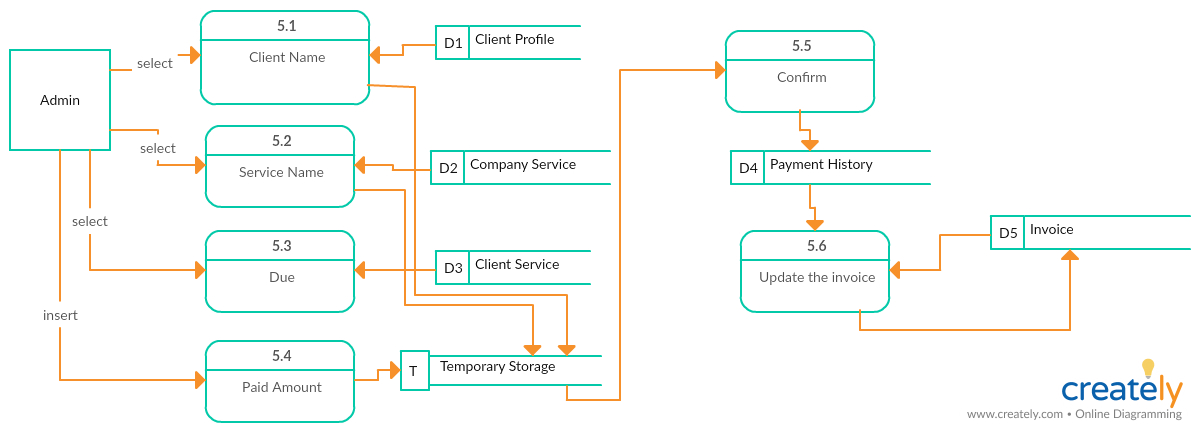 Admin
select
select
select
insert
5.1
Client Name
5.2
Service Name
5.3
Due
5.4
Paid Amount
D1
Client Profile
D2
Company Service
D3
Client Service
T
Temporary Storage
5.5
Confirm
D4
Payment History
5.6
Update the invoice
D5
Invoice
creately
www.creately.com • Online Diagramming